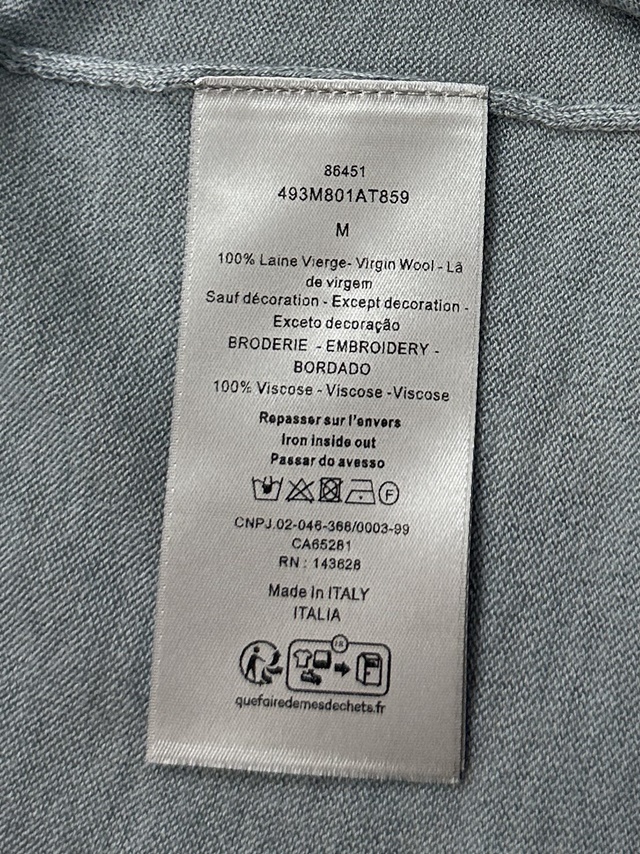 86451
493M801AT859
M
100% Laine Vierge- Virgin Wool - Lã
de virgem
Sauf décoration - Except decoration -
Exceto decoração
BRODERIE - EMBROIDERY -
BORDADO
100% Viscose - Viscose -Viscose
Repasser sur l'envers
Iron inside out
Passar do avesso
F
CNPJ.02-046-368/0003-99
CA65281
RN : 143628
Made in ITALY
ITALIA
FR
quefairedemesdechets.fr